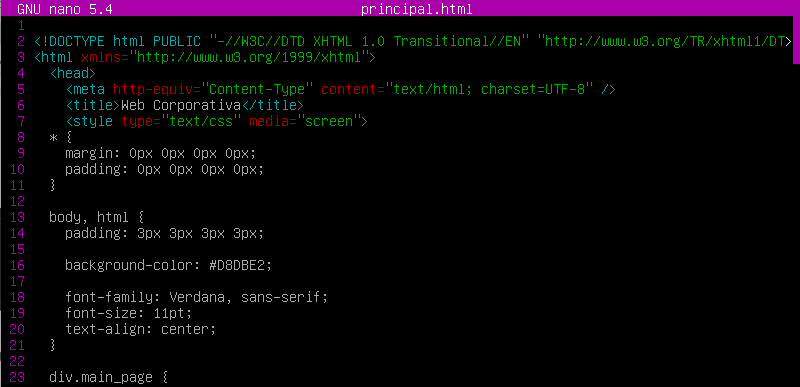 GNU nano 5.4 principal.html
1
2 <!DOCTYPE html PUBLIC "-//W3C//DTD XHTML 1.0 Transitional//EN" "http://www.w3.org/TR/xhtml1/DT>
3 <html xmlns="http://www.w3.org/1999/xhtml">
4 <head>
5 <meta http-equiv="Content-Type" content="text/html; charset=UTF-8" />
6 <title>Web Corporativa</title>
7 <style type="text/css" media="screen">
8 * {
9 margin: 0px 0px 0px 0px;
10 padding: 0px 0px 0px 0px;
11 }
12
13 body, html {
14 padding: 3px 3px 3px 3px;
15
16 background-color: #D8DBE2;
17
18 font-family: Verdana, sans-serif;
19 font-size: 11pt;
20 text-align: center;
21 }
22
23 div.main_page {